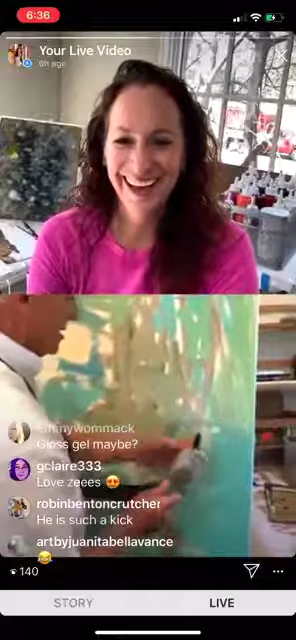 6:36
Your Live Video
6h ago
Gloss gel maybe?
gclaire333
Love zeees 😍
robinbentoncrutcher
He is such a kick
artbyjuanitabellavance
😂
140
STORY
LIVE